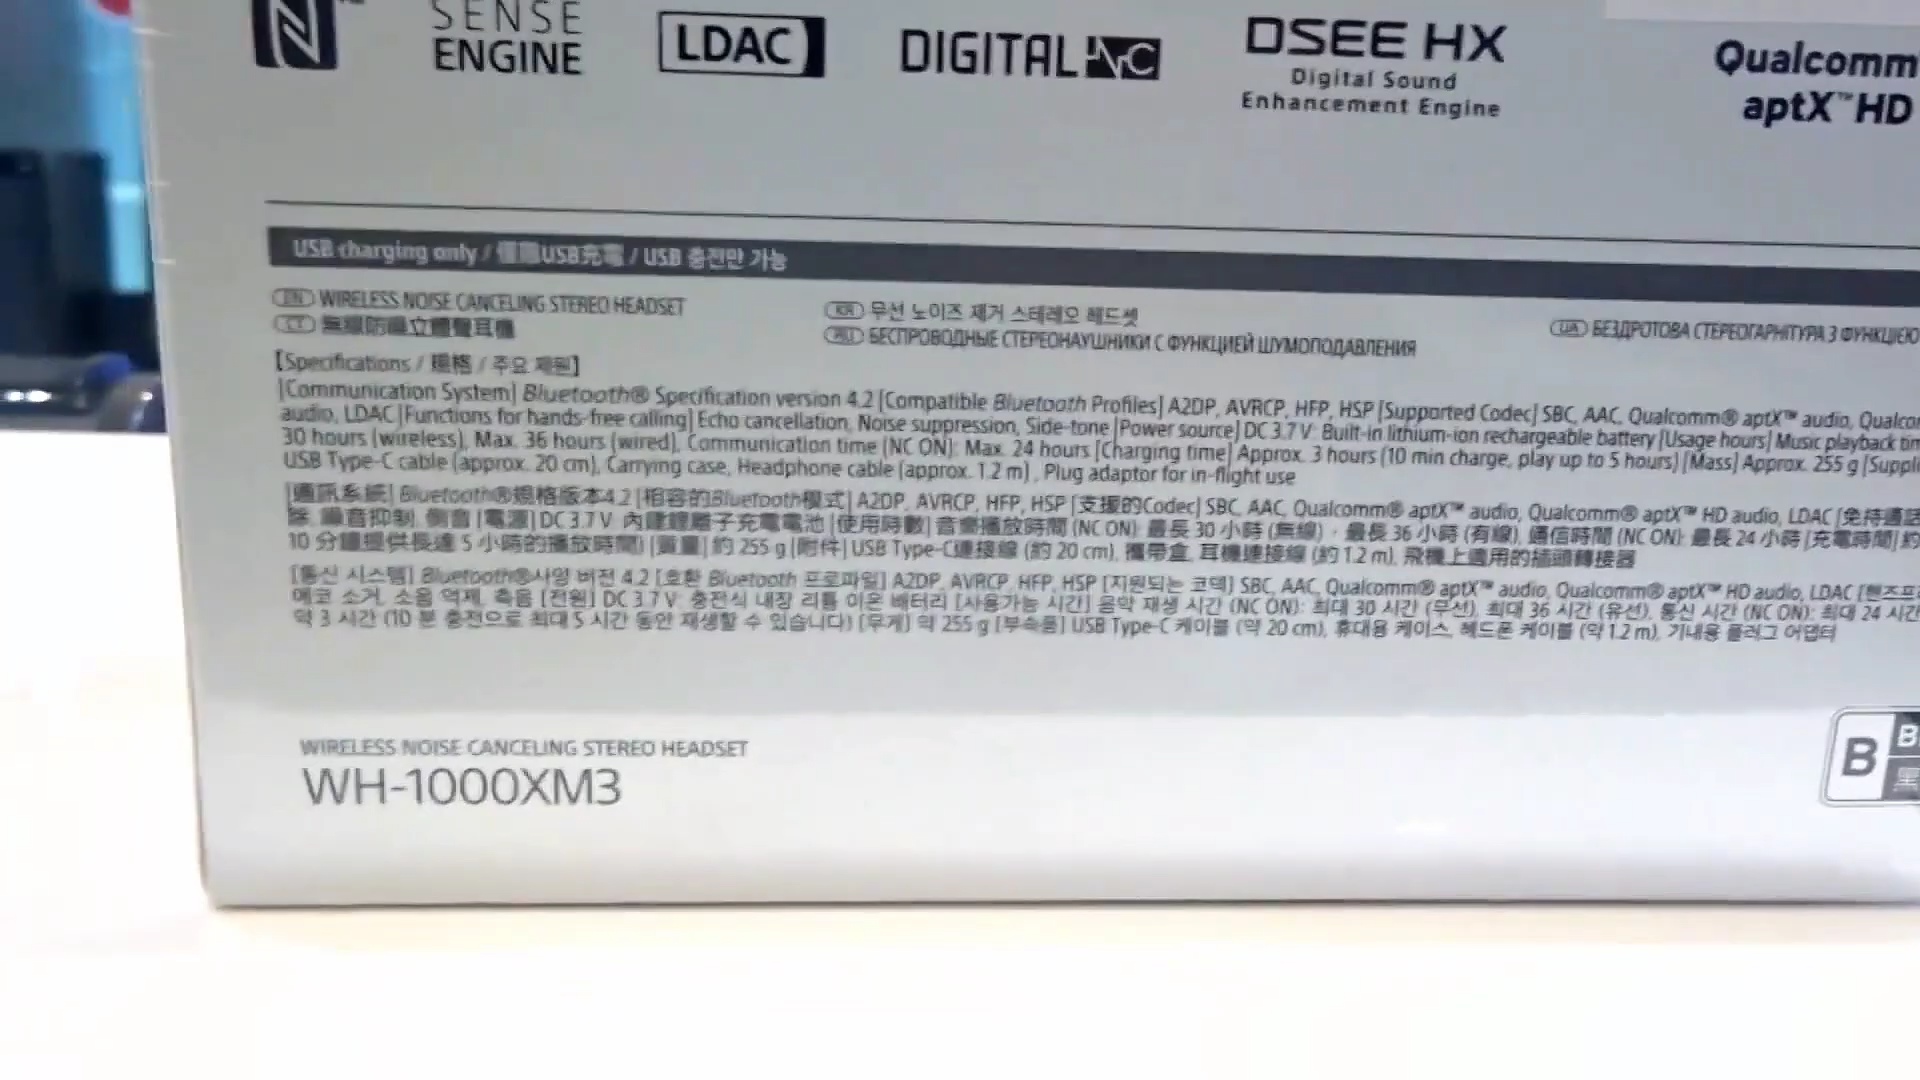 SENSE
ENGINE
LDAC
DIGITAL NC
DSEE HX
Digital Sound
Enhancement Engine
Qualcomm
aptX™ HD
USB charging only / 僅限USB充電 / USB 충전만 가능
EN WIRELESS NOISE CANCELING STEREO HEADSET
CT 無線防噪立體聲耳機
KR 무선 노이즈 제거 스테레오 헤드셋
RU БЕСПРОВОДНЫЕ СТЕРЕОНАУШНИКИ С ФУНКЦИЕЙ ШУМОПОДАВЛЕНИЯ
UA БЕЗДРОТОВА СТЕРЕОГАРНІТУРА З ФУНКЦІЄЮ
[Specifications / 規格 / 주요 제원]
[Communication System] Bluetooth® Specification version 4.2 [Compatible Bluetooth Profiles] A2DP, AVRCP, HFP, HSP [Supported Codec] SBC, AAC, Qualcomm® aptX™ audio, Qualco
audio, LDAC [Functions for hands-free calling] Echo cancellation, Noise suppression, Side-tone [Power source] DC 3.7 V: Built-in lithium-ion rechargeable battery [Usage hours] Music playback tim
30 hours (wireless), Max. 36 hours (wired), Communication time (NC ON): Max. 24 hours [Charging time] Approx. 3 hours (10 min charge, play up to 5 hours) [Mass] Approx. 255 g [Suppli
USB Type-C cable (approx. 20 cm), Carrying case, Headphone cable (approx. 1.2 m), Plug adaptor for in-flight use
[通訊系統] Bluetooth®規格版本4.2 [相容的Bluetooth模式] A2DP, AVRCP, HFP, HSP [支援的Codec] SBC, AAC, Qualcomm® aptX™ audio, Qualcomm® aptX™ HD audio, LDAC [免持通話
除, 噪音抑制, 側音 [電源] DC 3.7 V: 內建鋰離子充電電池 [使用時數] 音樂播放時間 (NC ON): 最長 30 小時 (無線)，最長 36 小時 (有線), 通信時間 (NC ON): 最長 24 小時 [充電時間] 約
10 分鐘提供長達 5 小時的播放時間) [質量] 約 255 g [附件] USB Type-C連接線 (約 20 cm), 攜帶盒, 耳機連接線 (約 1.2 m), 飛機上適用的插頭轉接器
[통신 시스템] Bluetooth®사양 버전 4.2 [호환 Bluetooth 프로파일] A2DP, AVRCP, HFP, HSP [지원되는 코덱] SBC, AAC, Qualcomm® aptX™ audio, Qualcomm® aptX™ HD audio, LDAC [핸즈프리
에코 소거, 소음 억제, 측음 [전원] DC 3.7 V: 충전식 내장 리튬 이온 배터리 [사용가능 시간] 음악 재생 시간 (NC ON): 최대 30 시간 (무선), 최대 36 시간 (유선), 통신 시간 (NC ON): 최대 24 시간
약 3 시간 (10 분 충전으로 최대 5 시간 동안 재생할 수 있습니다) [무게] 약 255 g [부속품] USB Type-C 케이블 (약 20 cm), 휴대용 케이스, 헤드폰 케이블 (약 1.2 m), 기내용 플러그 어댑터
WIRELESS NOISE CANCELING STEREO HEADSET
WH-1000XM3
B
B
黑